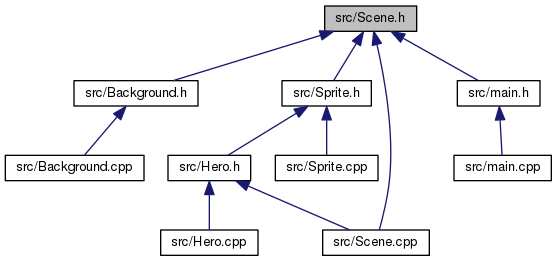 src/Scene.h
src/Background.h
src/Sprite.h
src/main.h
src/Background.cpp
src/Hero.h
src/Sprite.cpp
src/main.cpp
src/Hero.cpp
src/Scene.cpp